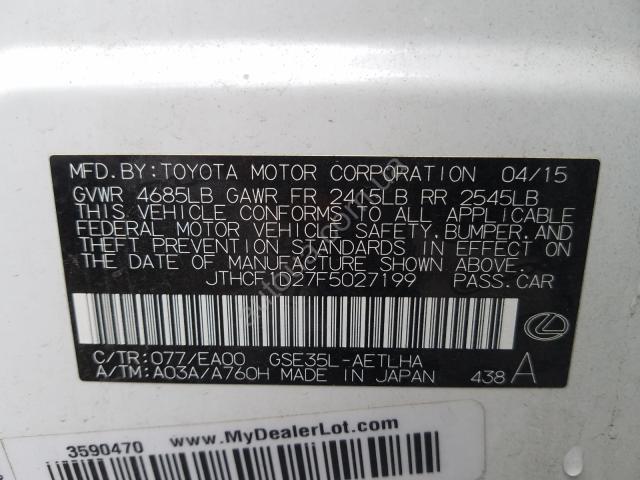 MFD. BY: TOYOTA MOTOR CORPORATION 04/15
GVWR 4685LB GAWR FR 2415LB RR 2545LB
THIS VEHICLE CONFORMS TO ALL APPLICABLE
FEDERAL MOTOR VEHICLE SAFETY, BUMPER, AND
THEFT PREVENTION STANDARDS IN EFFECT ON
THE DATE OF MANUFACTURE SHOWN ABOVE.
JTHCF1D27F5027199 PASS. CAR
C/TR: 077/EA00 GSE35L-AETLHA
A/TM: A03A/A760H MADE IN JAPAN 438 A
3590470 www.MyDealerLot.com